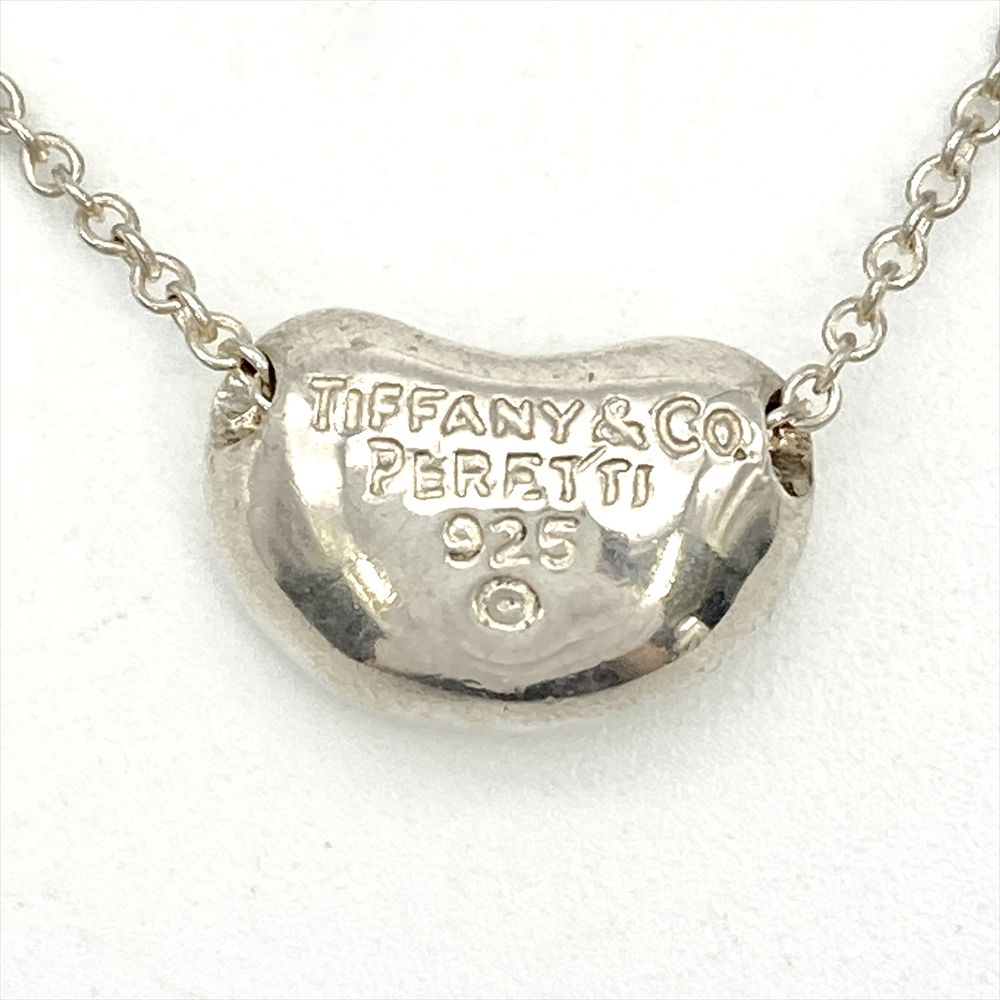 TIFFANY & CO.
PERETTI
925
©